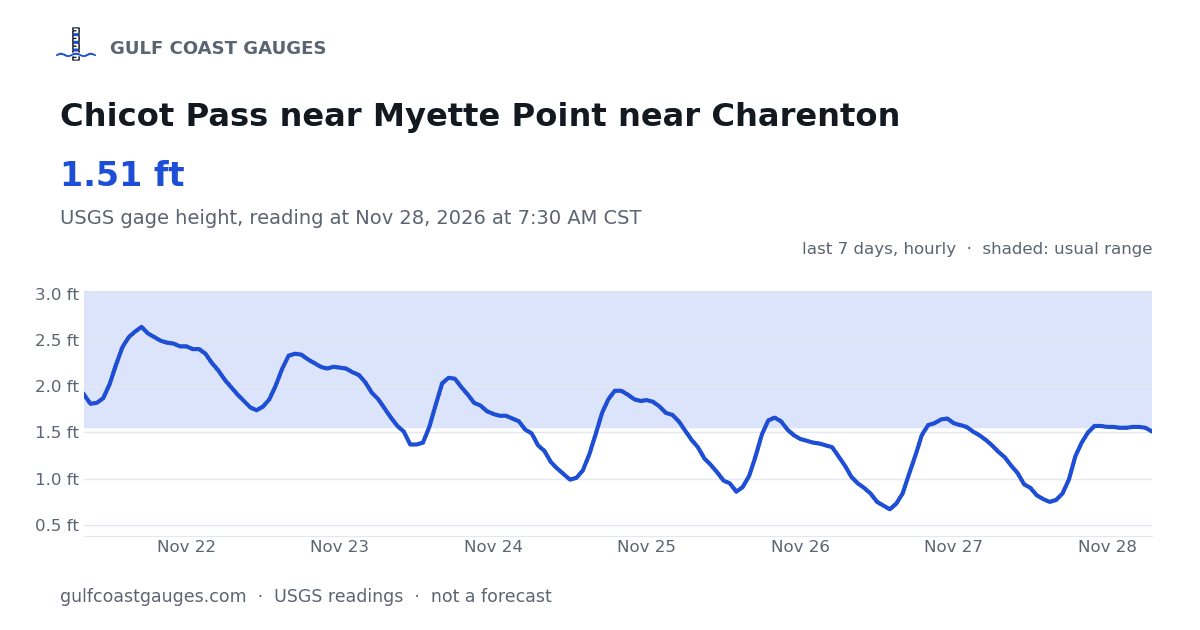 GULF COAST GAUGES
Chicot Pass near Myette Point near Charenton
1.51 ft
USGS gage height, reading at Nov 28, 2026 at 7:30 AM CST
last 7 days, hourly · shaded: usual range
3.0 ft
2.5 ft
2.0 ft
1.5 ft
1.0 ft
0.5 ft
Nov 22 Nov 23 Nov 24 Nov 25 Nov 26 Nov 27 Nov 28
gulfcoastgauges.com · USGS readings · not a forecast